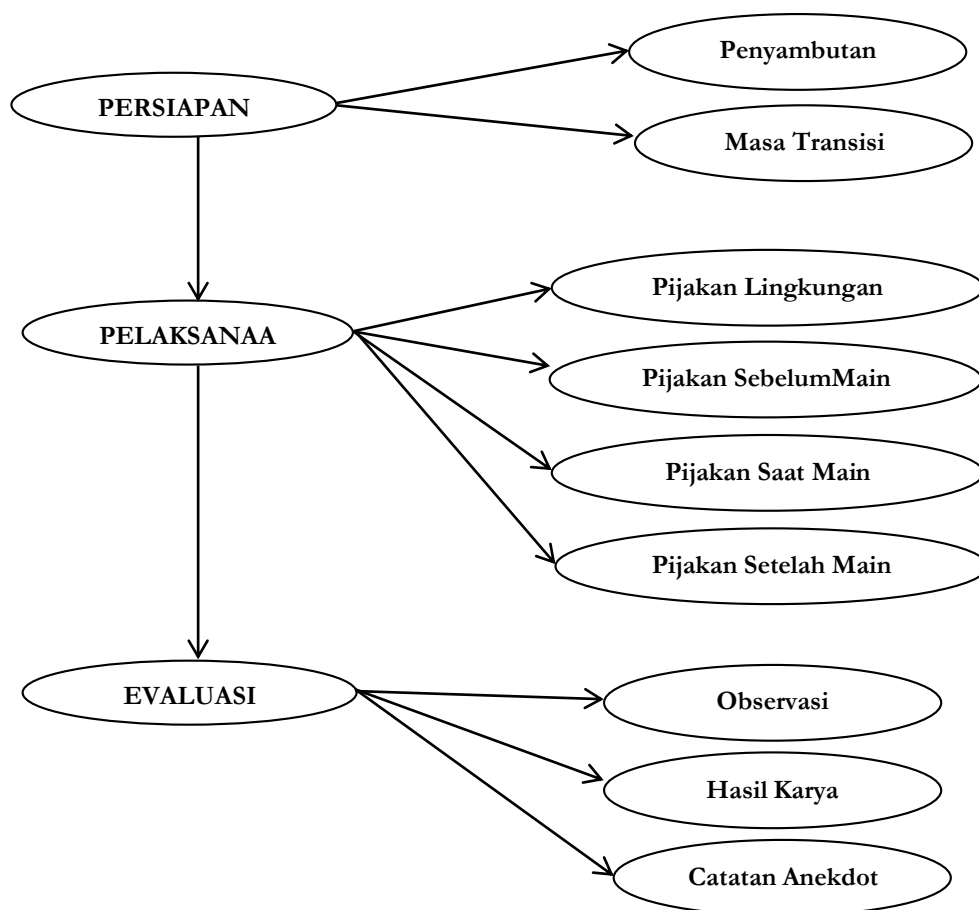 Penyambutan
PERSIAPAN
Masa Transisi
Pijakan Lingkungan
PELAKSANAA
Pijakan SebelumMain
Pijakan Saat Main
Pijakan Setelah Main
EVALUASI
Observasi
Hasil Karya
Catatan Anekdot